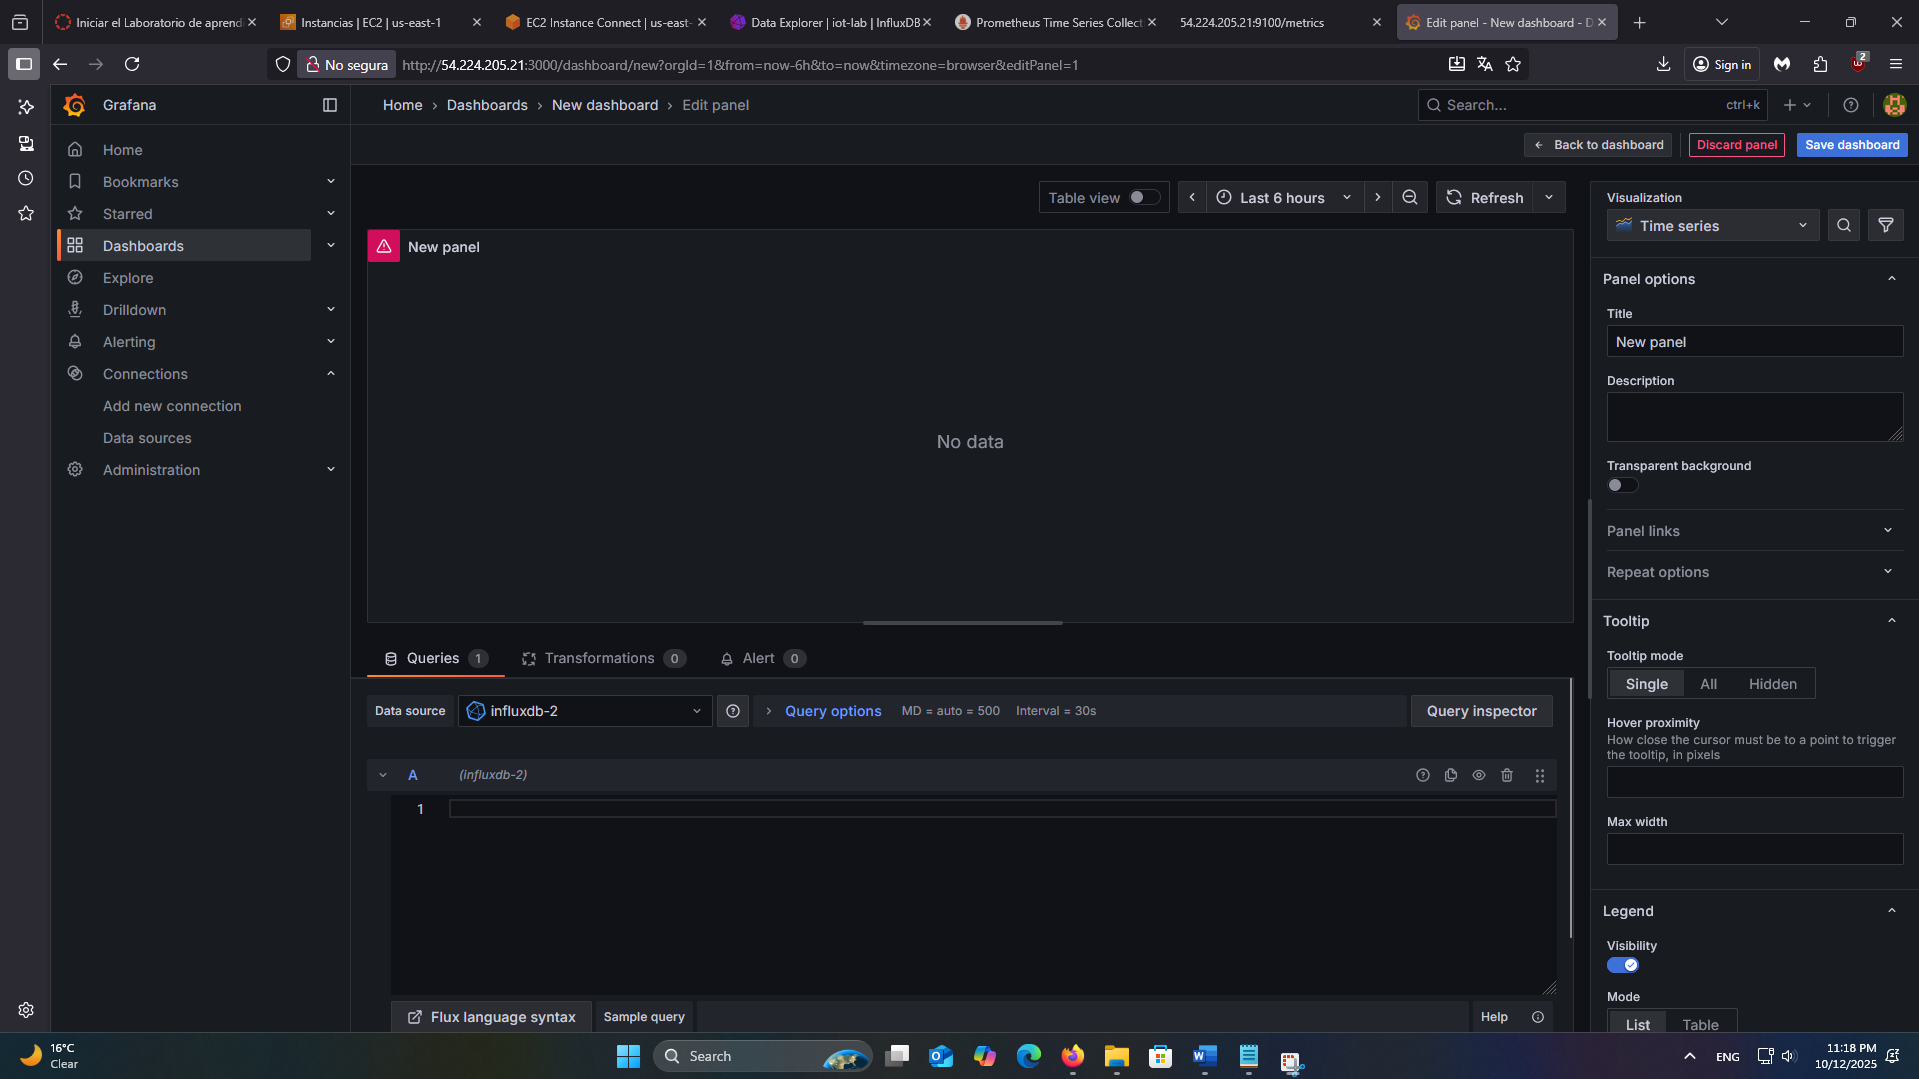 Iniciar el Laboratorio de aprend
Instancias | EC2 | us-east-1
EC2 Instance Connect | us-east-
Data Explorer | iot-lab | InfluxDB
Prometheus Time Series Collect
54.224.205.21:9100/metrics
Edit panel - New dashboard - D
No segura
http://54.224.205.21:3000/dashboard/new?orgId=1&from=now-6h&to=now&timezone=browser&editPanel=1
Sign in
2
Grafana
Home › Dashboards › New dashboard › Edit panel
Search...
ctrl+k
Back to dashboard
Discard panel
Save dashboard
Home
Bookmarks
Starred
Dashboards
Explore
Drilldown
Alerting
Connections
Add new connection
Data sources
Administration
Table view
Last 6 hours
Refresh
New panel
No data
Queries 1
Transformations 0
Alert 0
Data source
influxdb-2
Query options
MD = auto = 500
Interval = 30s
Query inspector
A
(influxdb-2)
1
Flux language syntax
Sample query
Help
Visualization
Time series
Panel options
Title
New panel
Description
Transparent background
Panel links
Repeat options
Tooltip
Tooltip mode
Single
All
Hidden
Hover proximity
How close the cursor must be to a point to trigger
the tooltip, in pixels
Max width
Legend
Visibility
Mode
List
Table
16°C
Clear
Search
ENG
11:18 PM
10/12/2025